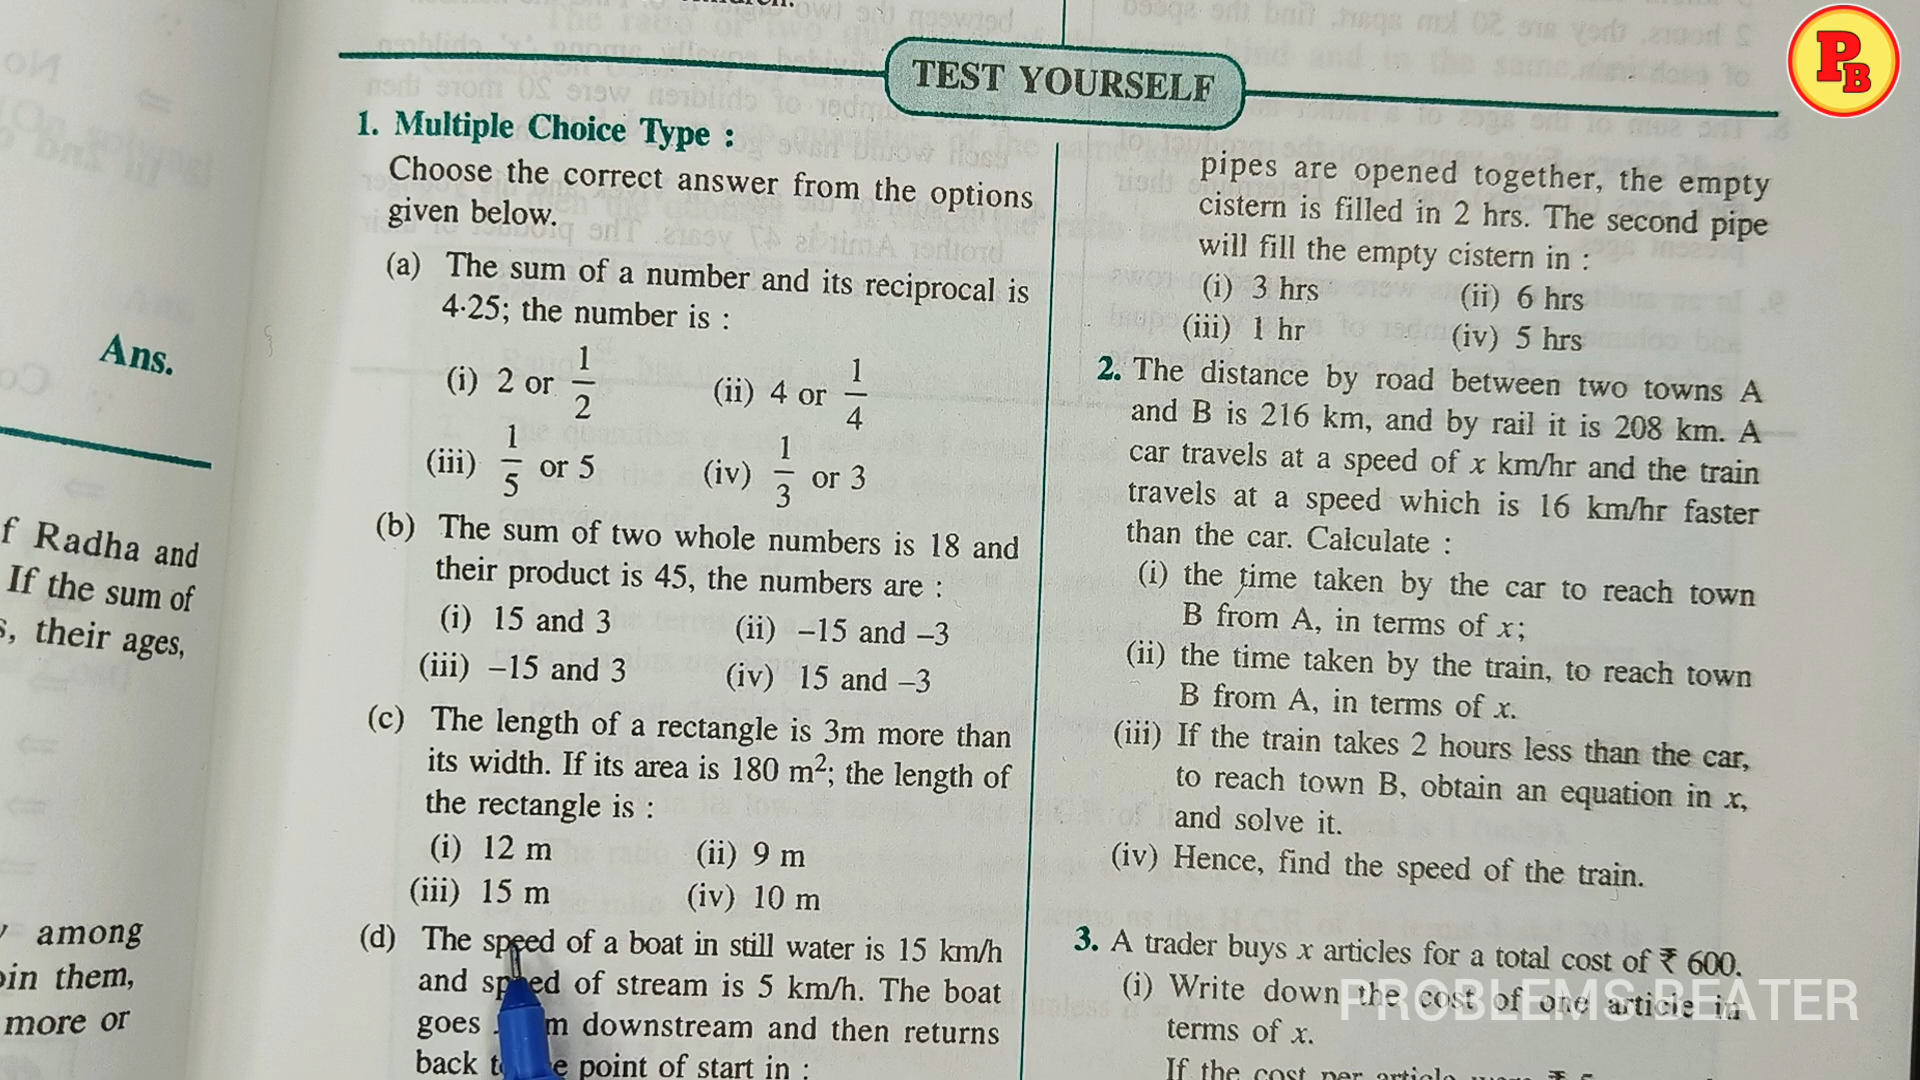 TEST YOURSELF
PB
1. Multiple Choice Type :
Choose the correct answer from the options
given below.
(a) The sum of a number and its reciprocal is
4·25; the number is :
(i) 2 or 1/2 (ii) 4 or 1/4
(iii) 1/5 or 5 (iv) 1/3 or 3
(b) The sum of two whole numbers is 18 and
their product is 45, the numbers are :
(i) 15 and 3 (ii) –15 and –3
(iii) –15 and 3 (iv) 15 and –3
(c) The length of a rectangle is 3m more than
its width. If its area is 180 m²; the length of
the rectangle is :
(i) 12 m (ii) 9 m
(iii) 15 m (iv) 10 m
(d) The speed of a boat in still water is 15 km/h
and speed of stream is 5 km/h. The boat
goes m downstream and then returns
back point of start in :
pipes are opened together, the empty
cistern is filled in 2 hrs. The second pipe
will fill the empty cistern in :
(i) 3 hrs (ii) 6 hrs
(iii) 1 hr (iv) 5 hrs
2. The distance by road between two towns A
and B is 216 km, and by rail it is 208 km. A
car travels at a speed of x km/hr and the train
travels at a speed which is 16 km/hr faster
than the car. Calculate :
(i) the time taken by the car to reach town
B from A, in terms of x;
(ii) the time taken by the train, to reach town
B from A, in terms of x.
(iii) If the train takes 2 hours less than the car,
to reach town B, obtain an equation in x,
and solve it.
(iv) Hence, find the speed of the train.
3. A trader buys x articles for a total cost of ₹ 600.
(i) Write down the cost of one article in
terms of x.
If the cost per article were ₹ 5
PROBLEMS BEATER
Ans.
f Radha and
If the sum of
s, their ages,
among
in them,
more or